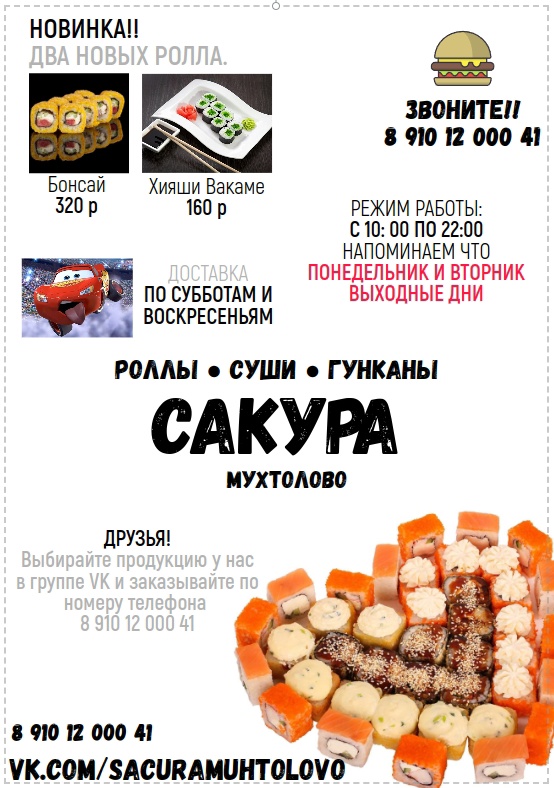 НОВИНКА!!
ДВА НОВЫХ РОЛЛА.
Бонсай
320 р
Хияши Вакаме
160 р
ЗВОНИТЕ!!
8 910 12 000 41
РЕЖИМ РАБОТЫ:
С 10: 00 ПО 22:00
НАПОМИНАЕМ ЧТО
ПОНЕДЕЛЬНИК И ВТОРНИК
ВЫХОДНЫЕ ДНИ
ДОСТАВКА
ПО СУББОТАМ И
ВОСКРЕСЕНЬЯМ
РОЛЛЫ ● СУШИ ● ГУНКАНЫ
САКУРА
МУХТОЛОВО
ДРУЗЬЯ!
Выбирайте продукцию у нас
в группе VK и заказывайте по
номеру телефона
8 910 12 000 41
8 910 12 000 41
VK.COM/SACURAMUHTOLOVO